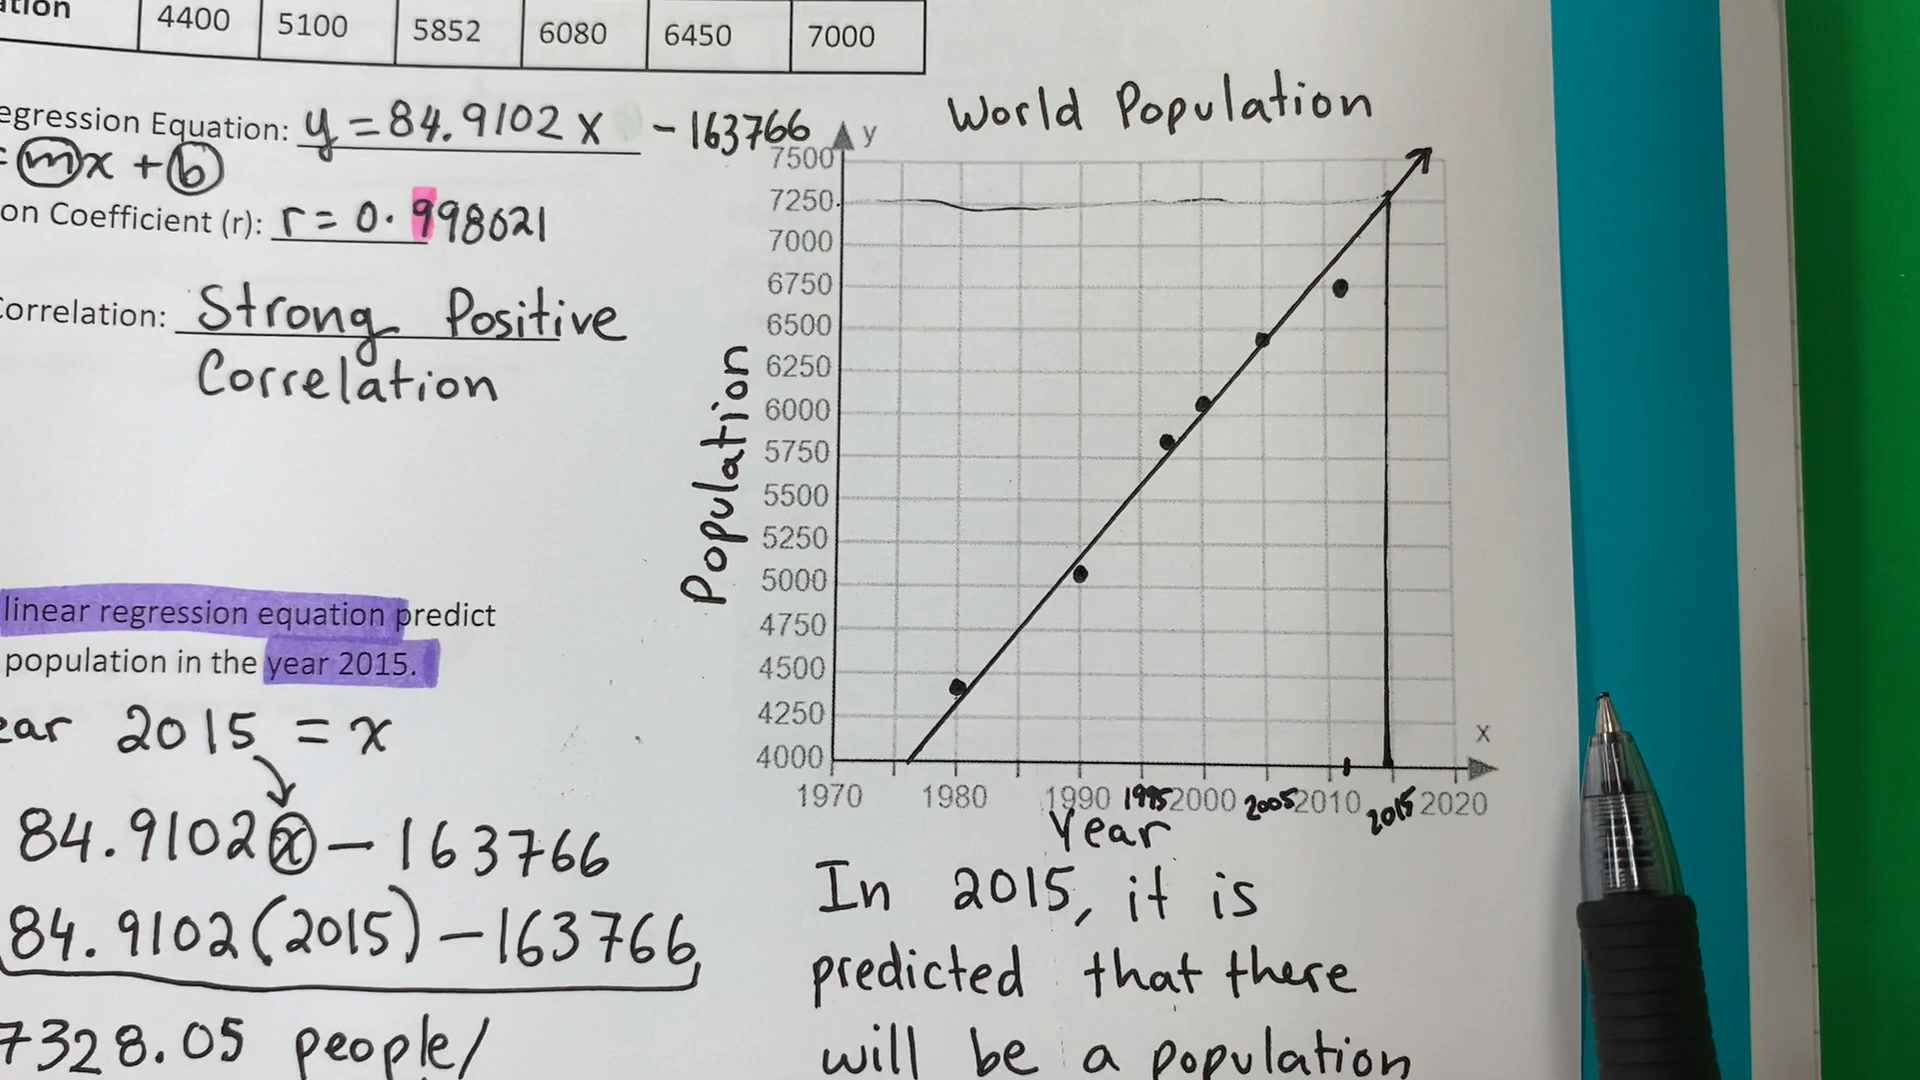 ation 4400 5100 5852 6080 6450 7000
egression Equation: y = 84.9102 x - 163766
= mx + b
on Coefficient (r): r = 0.998021
Correlation: Strong Positive
Correlation
linear regression equation predict
population in the year 2015.
ear 2015 = x
84.9102 x - 163766
84.9102(2015) - 163766
7328.05 people/
World Population
y
7500
7250
7000
6750
6500
6250
6000
5750
5500
5250
5000
4750
4500
4250
4000
Population
x
1970 1980 1990 1995 2000 2005 2010 2015 2020
Year
In 2015, it is
predicted that there
will be a population